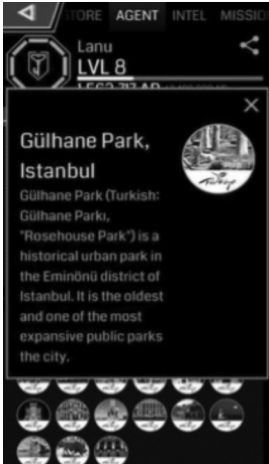 STORE AGENT INTEL MISSIO
Lanu
LVL 8
Gülhane Park,
Istanbul
Gülhane Park (Turkish:
Gülhane Parkı,
"Rosehouse Park") is a
historical urban park in
the Eminönü district of
Istanbul. It is the oldest
and one of the most
expansive public parks
the city.
Turkey